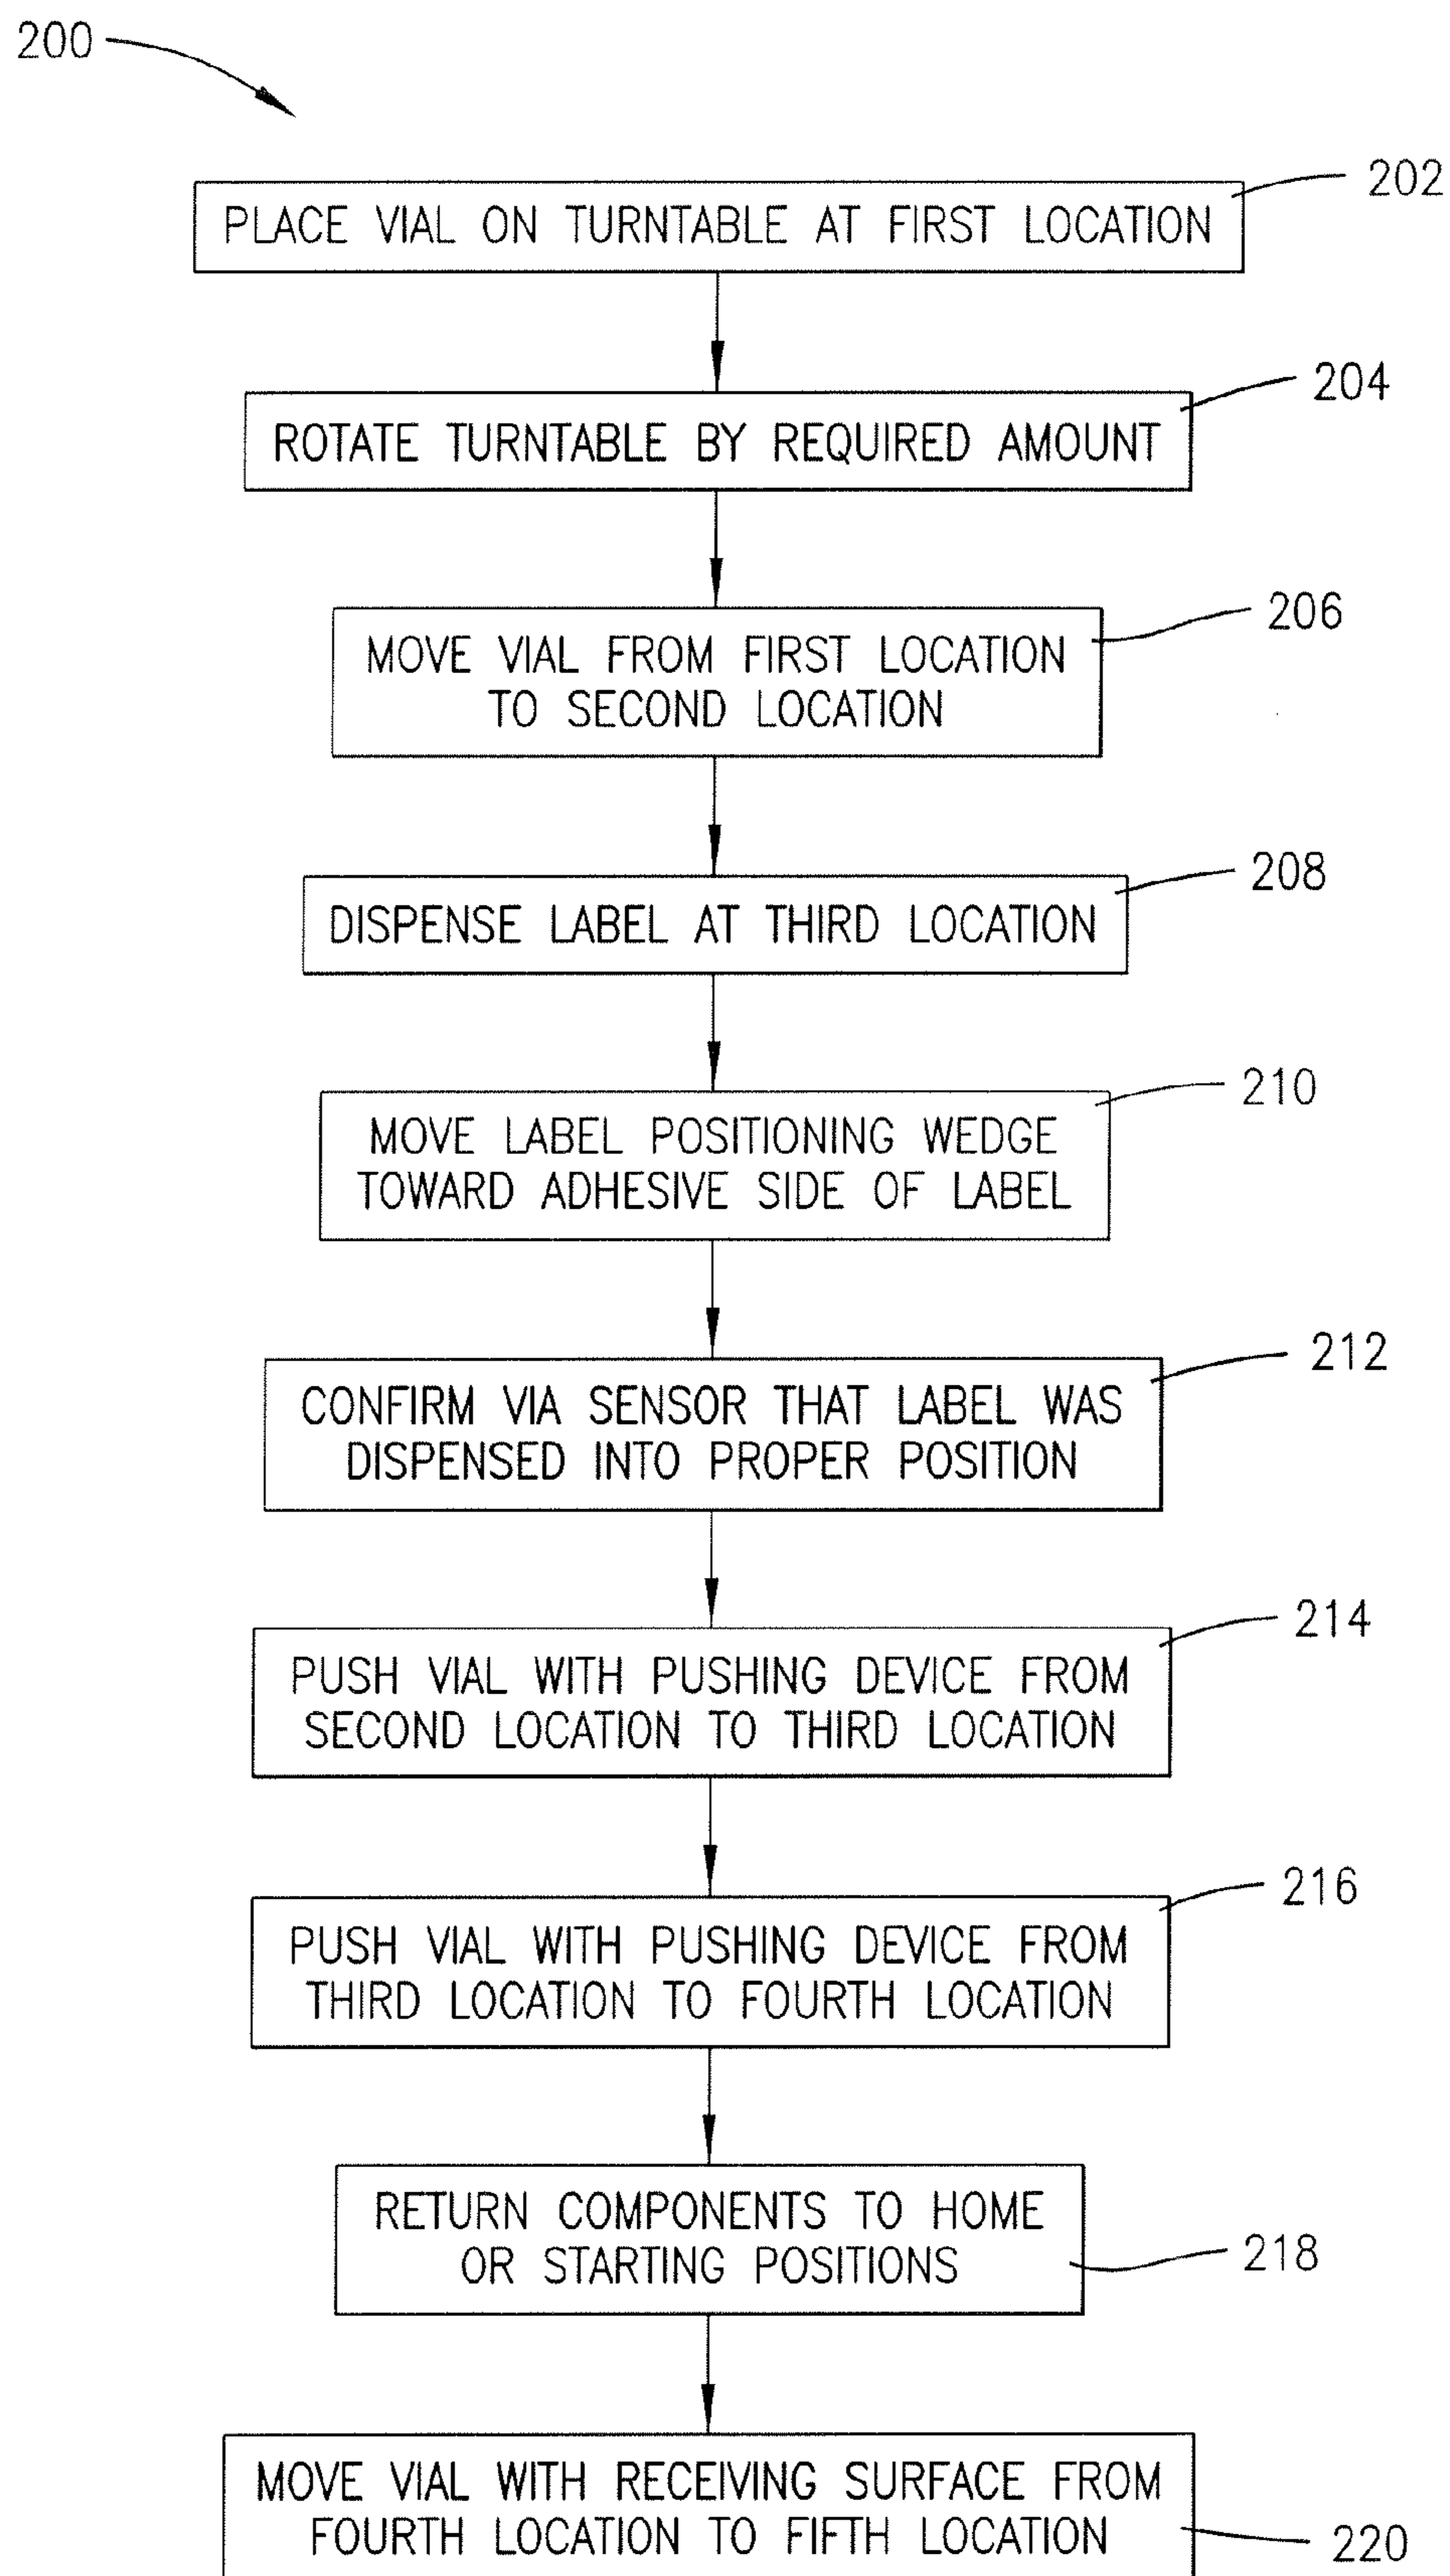 200
202
PLACE VIAL ON TURNTABLE AT FIRST LOCATION
204
ROTATE TURNTABLE BY REQUIRED AMOUNT
206
MOVE VIAL FROM FIRST LOCATION
TO SECOND LOCATION
208
DISPENSE LABEL AT THIRD LOCATION
210
MOVE LABEL POSITIONING WEDGE
TOWARD ADHESIVE SIDE OF LABEL
212
CONFIRM VIA SENSOR THAT LABEL WAS
DISPENSED INTO PROPER POSITION
214
PUSH VIAL WITH PUSHING DEVICE FROM
SECOND LOCATION TO THIRD LOCATION
216
PUSH VIAL WITH PUSHING DEVICE FROM
THIRD LOCATION TO FOURTH LOCATION
RETURN COMPONENTS TO HOME
OR STARTING POSITIONS
218
MOVE VIAL WITH RECEIVING SURFACE FROM
FOURTH LOCATION TO FIFTH LOCATION
220